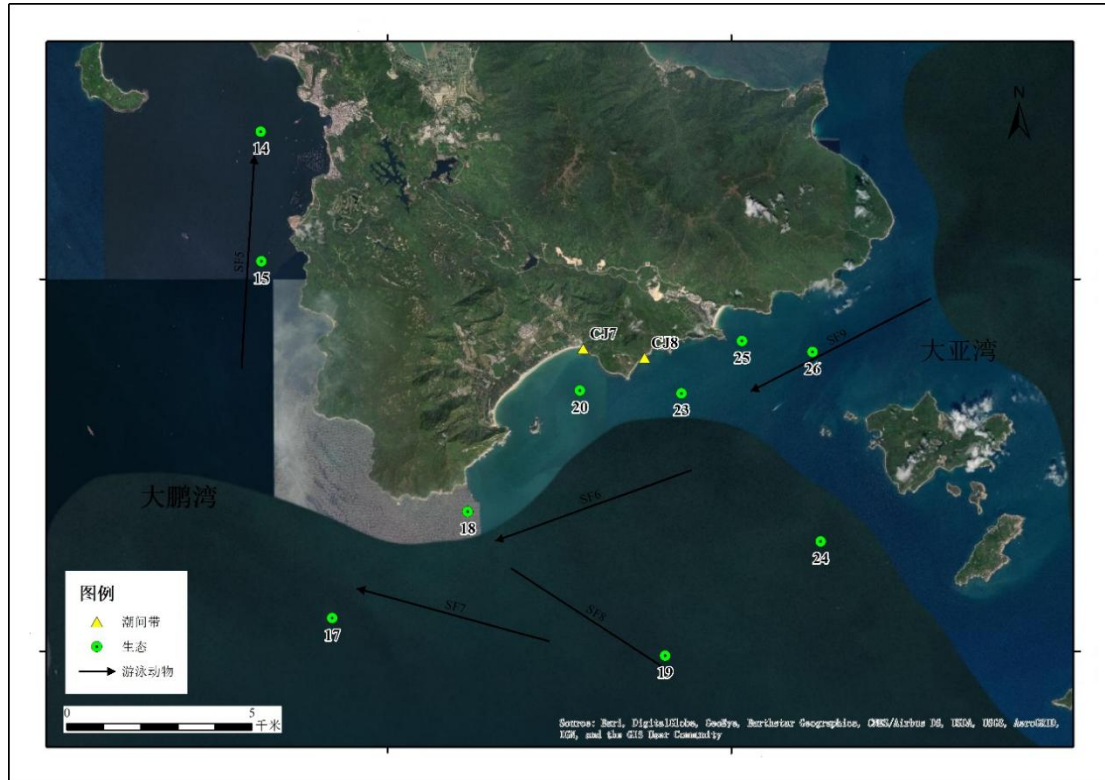 N
14
SF5
15
CJ7
CJ8
SF9
大亚湾
25
26
20
23
大鹏湾
SF6
18
24
SF7
SF8
17
19
图例
潮间带
生态
游泳动物
0 5
千米
Source: Esri, DigitalGlobe, GeoEye, Earthstar Geographics, CNES/Airbus DS, USDA, USGS, AeroGRID,
IGN, and the GIS User Community